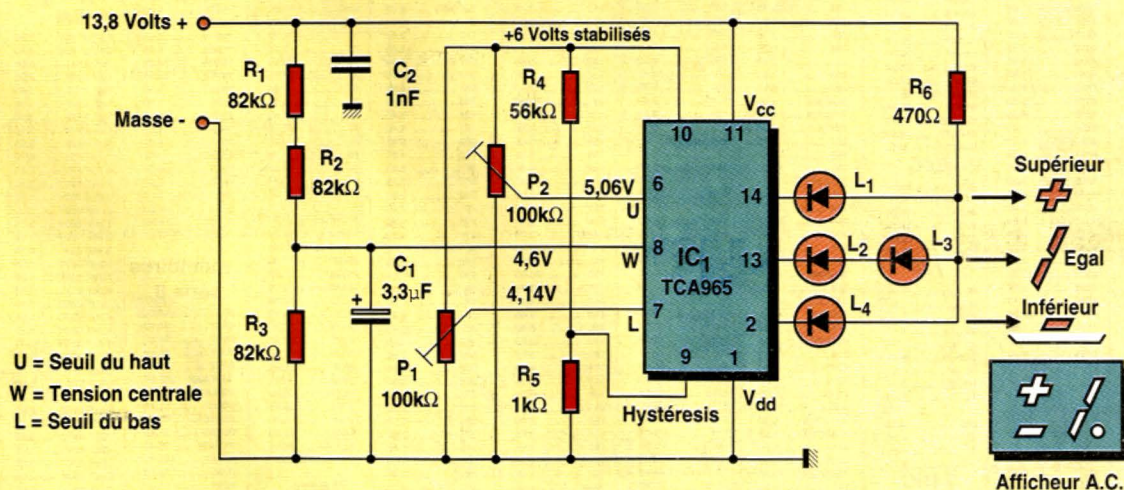 13,8 Volts +
+6 Volts stabilisés
R1
82kΩ
C2
1nF
R4
56kΩ
Vcc
R6
470Ω
Masse -
10
11
Supérieur
R2
82kΩ
P2
100kΩ
5,06V
U
6
14
L1
8
W
4,6V
IC1
TCA965
13
L2
L3
Egal
C1
+
3,3µF
4,14V
7
L
2
L4
Inférieur
R3
82kΩ
P1
100kΩ
R5
1kΩ
9
1
Hystéresis
Vdd
U = Seuil du haut
W = Tension centrale
L = Seuil du bas
Afficheur A.C.